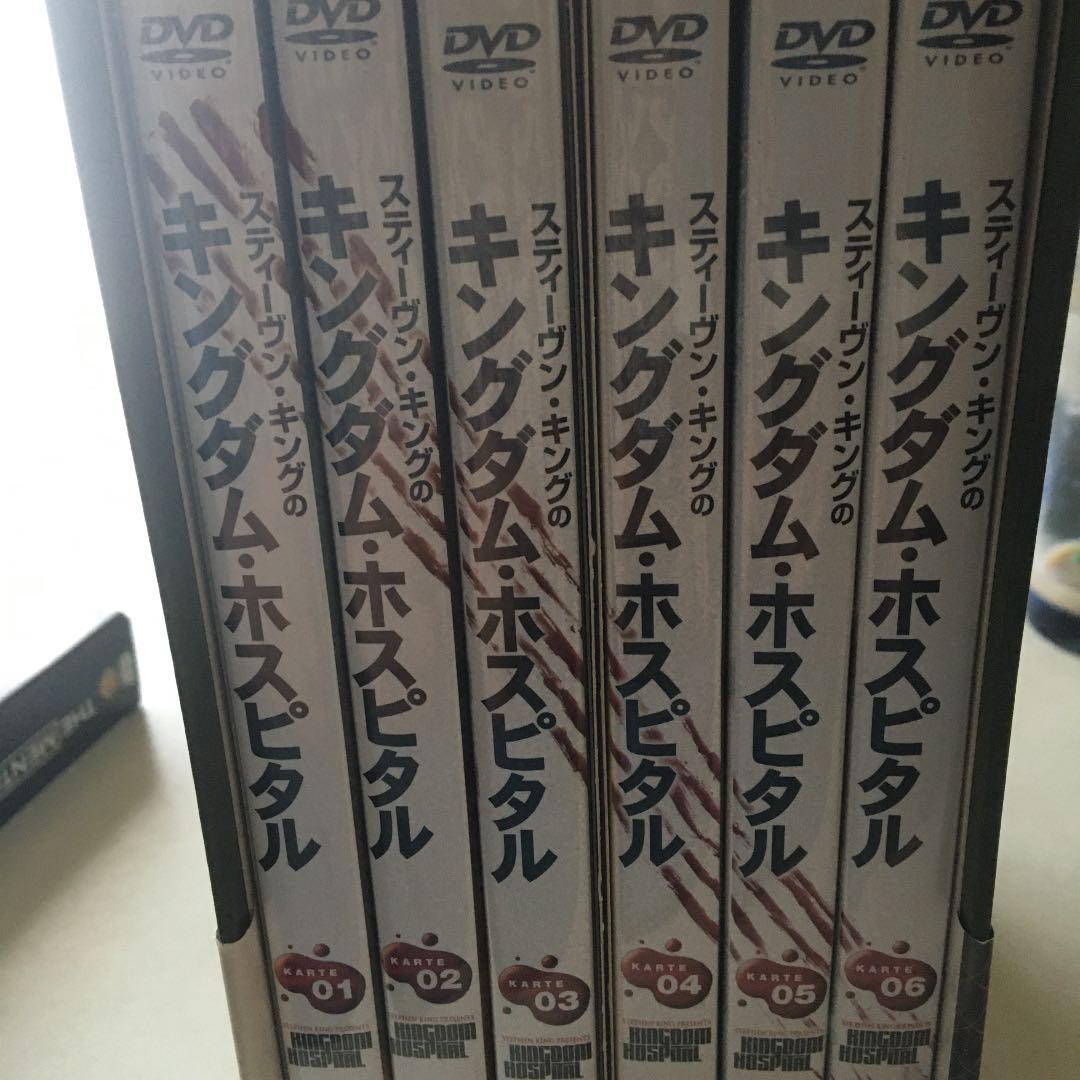 DVD
VIDEO
スティーヴン・キングの
キングダム・ホスピタル
KARTE
01
STEPHEN KING PRESENTS
KINGDOM
HOSPITAL
DVD
VIDEO
スティーヴン・キングの
キングダム・ホスピタル
KARTE
02
STEPHEN KING PRESENTS
KINGDOM
HOSPITAL
DVD
VIDEO
スティーヴン・キングの
キングダム・ホスピタル
KARTE
03
STEPHEN KING PRESENTS
KINGDOM
HOSPITAL
DVD
VIDEO
スティーヴン・キングの
キングダム・ホスピタル
KARTE
04
STEPHEN KING PRESENTS
KINGDOM
HOSPITAL
DVD
VIDEO
スティーヴン・キングの
キングダム・ホスピタル
KARTE
05
STEPHEN KING PRESENTS
KINGDOM
HOSPITAL
DVD
VIDEO
スティーヴン・キングの
キングダム・ホスピタル
KARTE
06
STEPHEN KING PRESENTS
KINGDOM
HOSPITAL